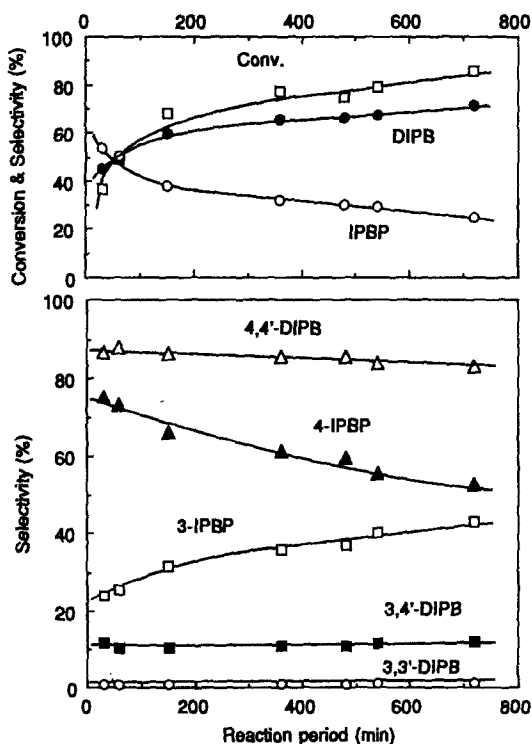 0 200 400 600 800
100
80
60
40
20
0
Conversion & Selectivity (%)
Conv.
DIPB
IPBP
100
80
60
40
20
0
Selectivity (%)
4,4'-DIPB
4-IPBP
3-IPBP
3,4'-DIPB
3,3'-DIPB
0 200 400 600 800
Reaction period (min)